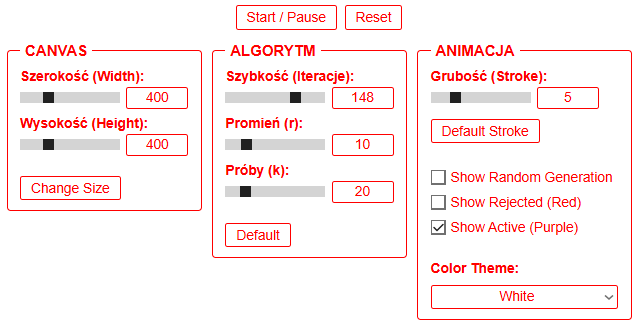 Start / Pause
Reset
CANVAS
Szerokość (Width):
400
Wysokość (Height):
400
Change Size
ALGORYTM
Szybkość (Iteracje):
148
Promień (r):
10
Próby (k):
20
Default
ANIMACJA
Grubość (Stroke):
5
Default Stroke
Show Random Generation
Show Rejected (Red)
Show Active (Purple)
Color Theme:
White